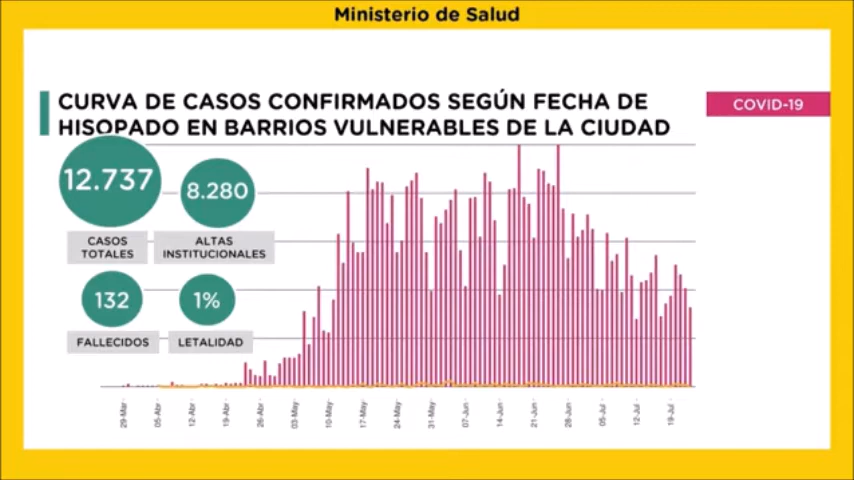 Ministerio de Salud
CURVA DE CASOS CONFIRMADOS SEGÚN FECHA DE
HISOPADO EN BARRIOS VULNERABLES DE LA CIUDAD
COVID-19
12.737
8.280
CASOS
TOTALES
ALTAS
INSTITUCIONALES
132
1%
FALLECIDOS
LETALIDAD
29-Mar
05-Abr
12-Abr
19-Abr
26-Abr
03-May
10-May
17-May
24-May
31-May
07-Jun
14-Jun
21-Jun
28-Jun
05-Jul
12-Jul
19-Jul